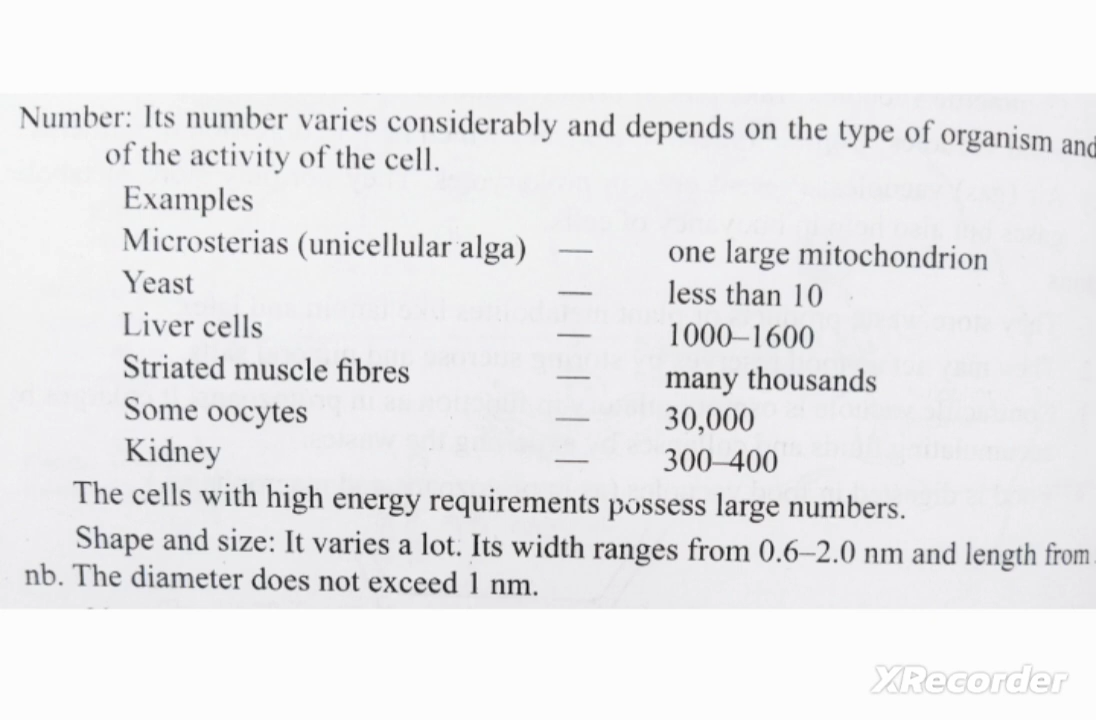 Number: Its number varies considerably and depends on the type of organism and
of the activity of the cell.
Examples
Microsterias (unicellular alga) — one large mitochondrion
Yeast — less than 10
Liver cells — 1000–1600
Striated muscle fibres — many thousands
Some oocytes — 30,000
Kidney — 300–400
The cells with high energy requirements possess large numbers.
Shape and size: It varies a lot. Its width ranges from 0.6–2.0 nm and length from
nb. The diameter does not exceed 1 nm.
XRecorder